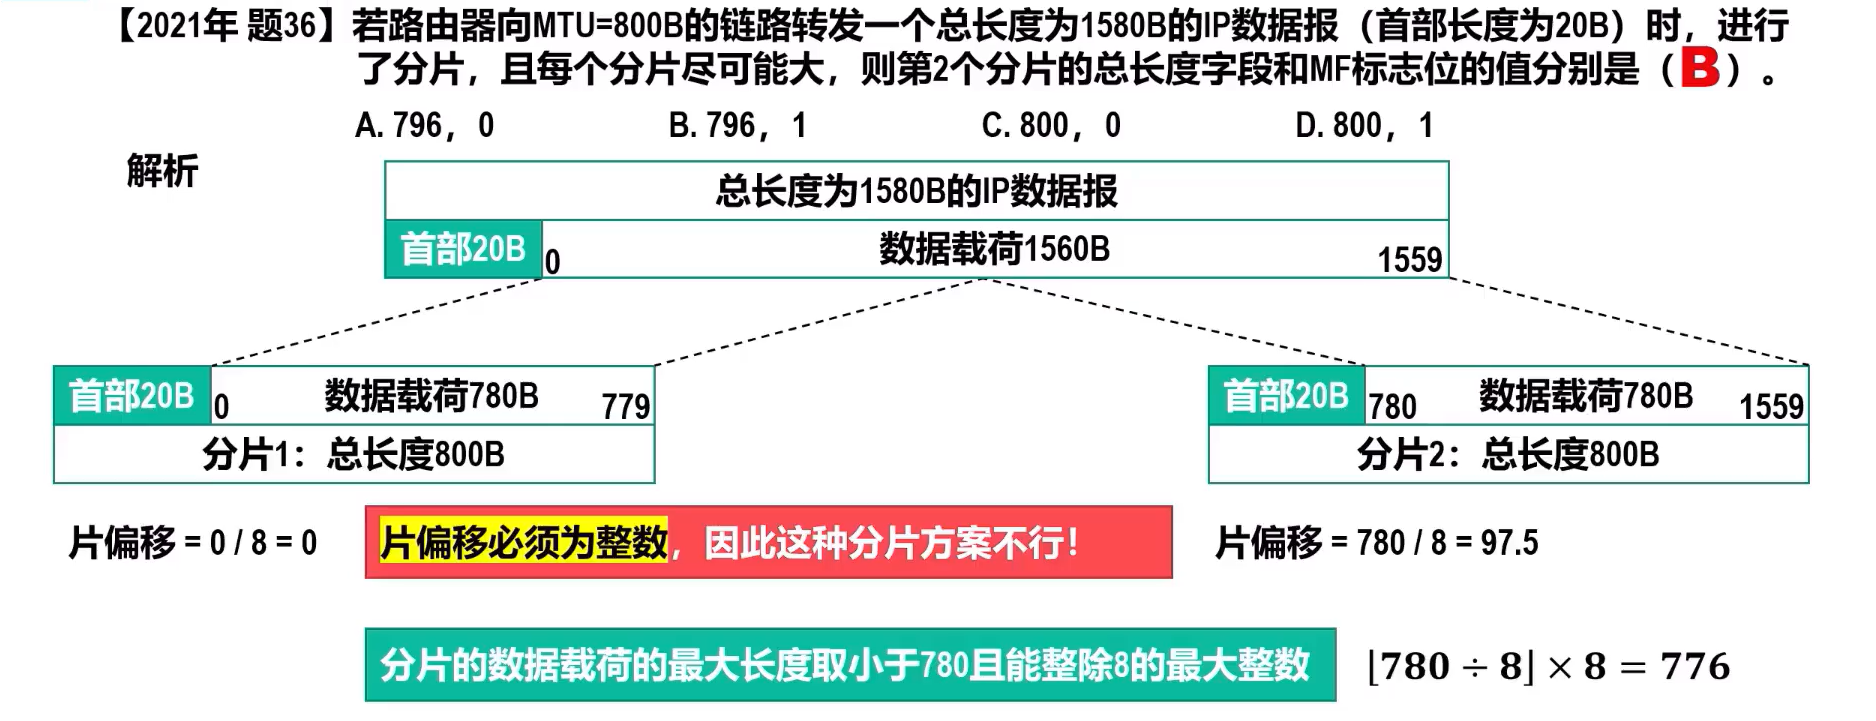 【2021年 题36】若路由器向MTU=800B的链路转发一个总长度为1580B的IP数据报（首部长度为20B）时，进行
了分片，且每个分片尽可能大，则第2个分片的总长度字段和MF标志位的值分别是（B）。
A. 796，0 B. 796，1 C. 800，0 D. 800，1
解析
总长度为1580B的IP数据报
首部20B 0 数据载荷1560B 1559
首部20B 0 数据载荷780B 779 首部20B 780 数据载荷780B 1559
分片1：总长度800B 分片2：总长度800B
片偏移 = 0 / 8 = 0 片偏移必须为整数，因此这种分片方案不行！ 片偏移 = 780 / 8 = 97.5
分片的数据载荷的最大长度取小于780且能整除8的最大整数 ⌊780 ÷ 8⌋ × 8 = 776